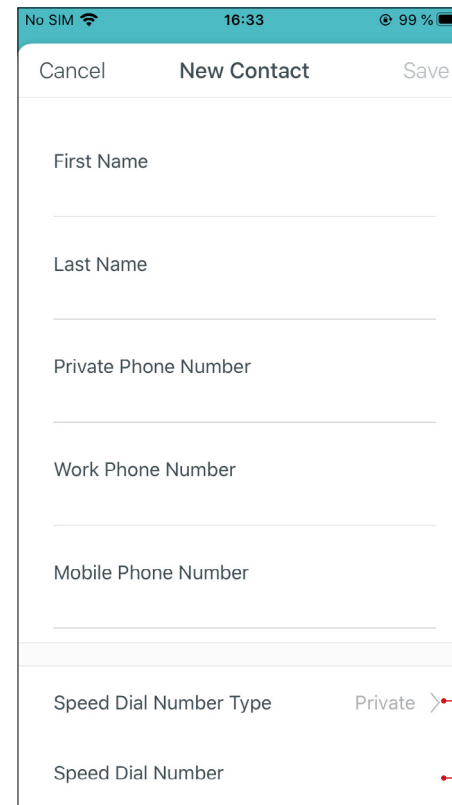 No SIM 16:33 99 %
Cancel New Contact Save
First Name
Last Name
Private Phone Number
Work Phone Number
Mobile Phone Number
Speed Dial Number Type Private
Speed Dial Number